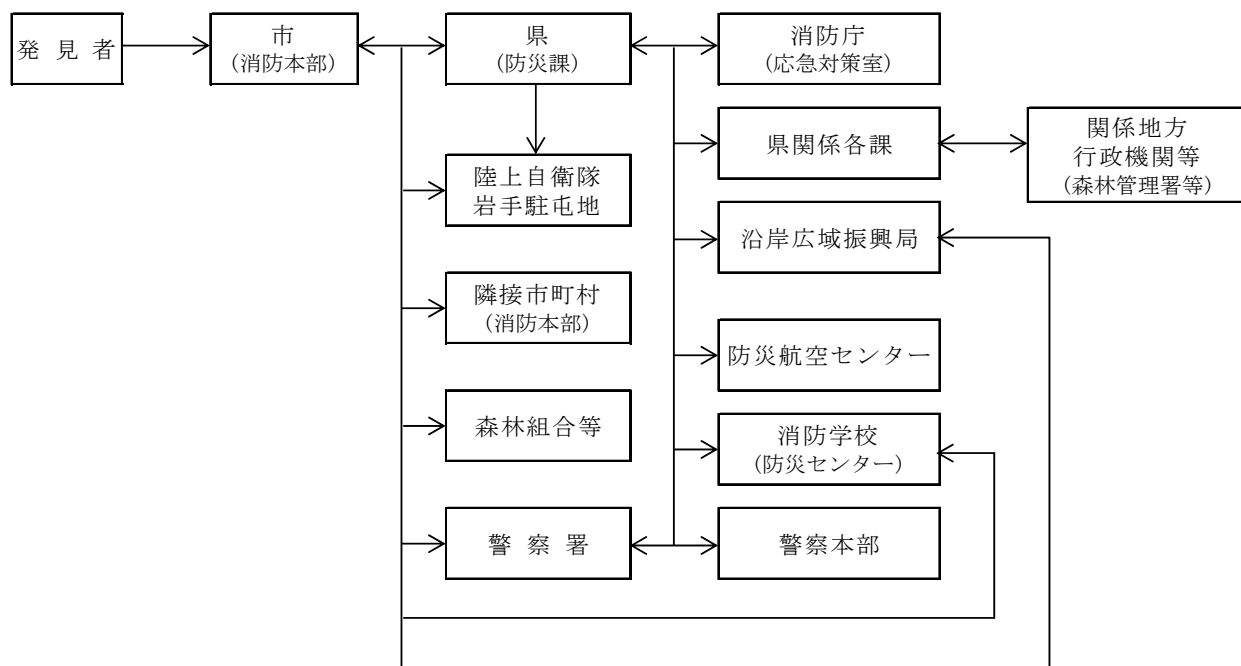 発見者
市
(消防本部)
県
(防災課)
消防庁
(応急対策室)
県関係各課
関係地方
行政機関等
(森林管理署等)
陸上自衛隊
岩手駐屯地
沿岸広域振興局
隣接市町村
(消防本部)
防災航空センター
森林組合等
消防学校
(防災センター)
警察署
警察本部